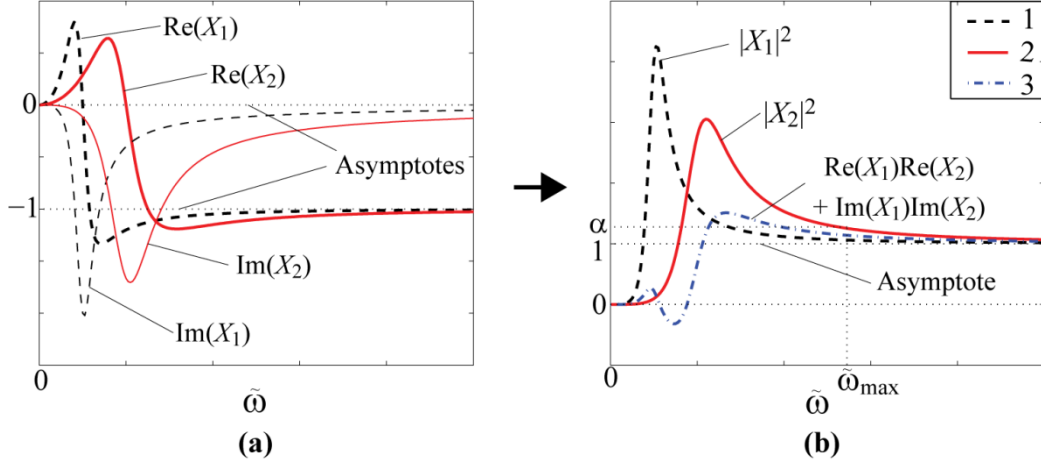 Re(X1)
Re(X2)
0
Asymptotes
−1
Im(X2)
Im(X1)
0
ω̃
(a)
1
2
3
|X1|²
|X2|²
Re(X1)Re(X2)
+ Im(X1)Im(X2)
α
1
Asymptote
0
0
ω̃max
ω̃
(b)